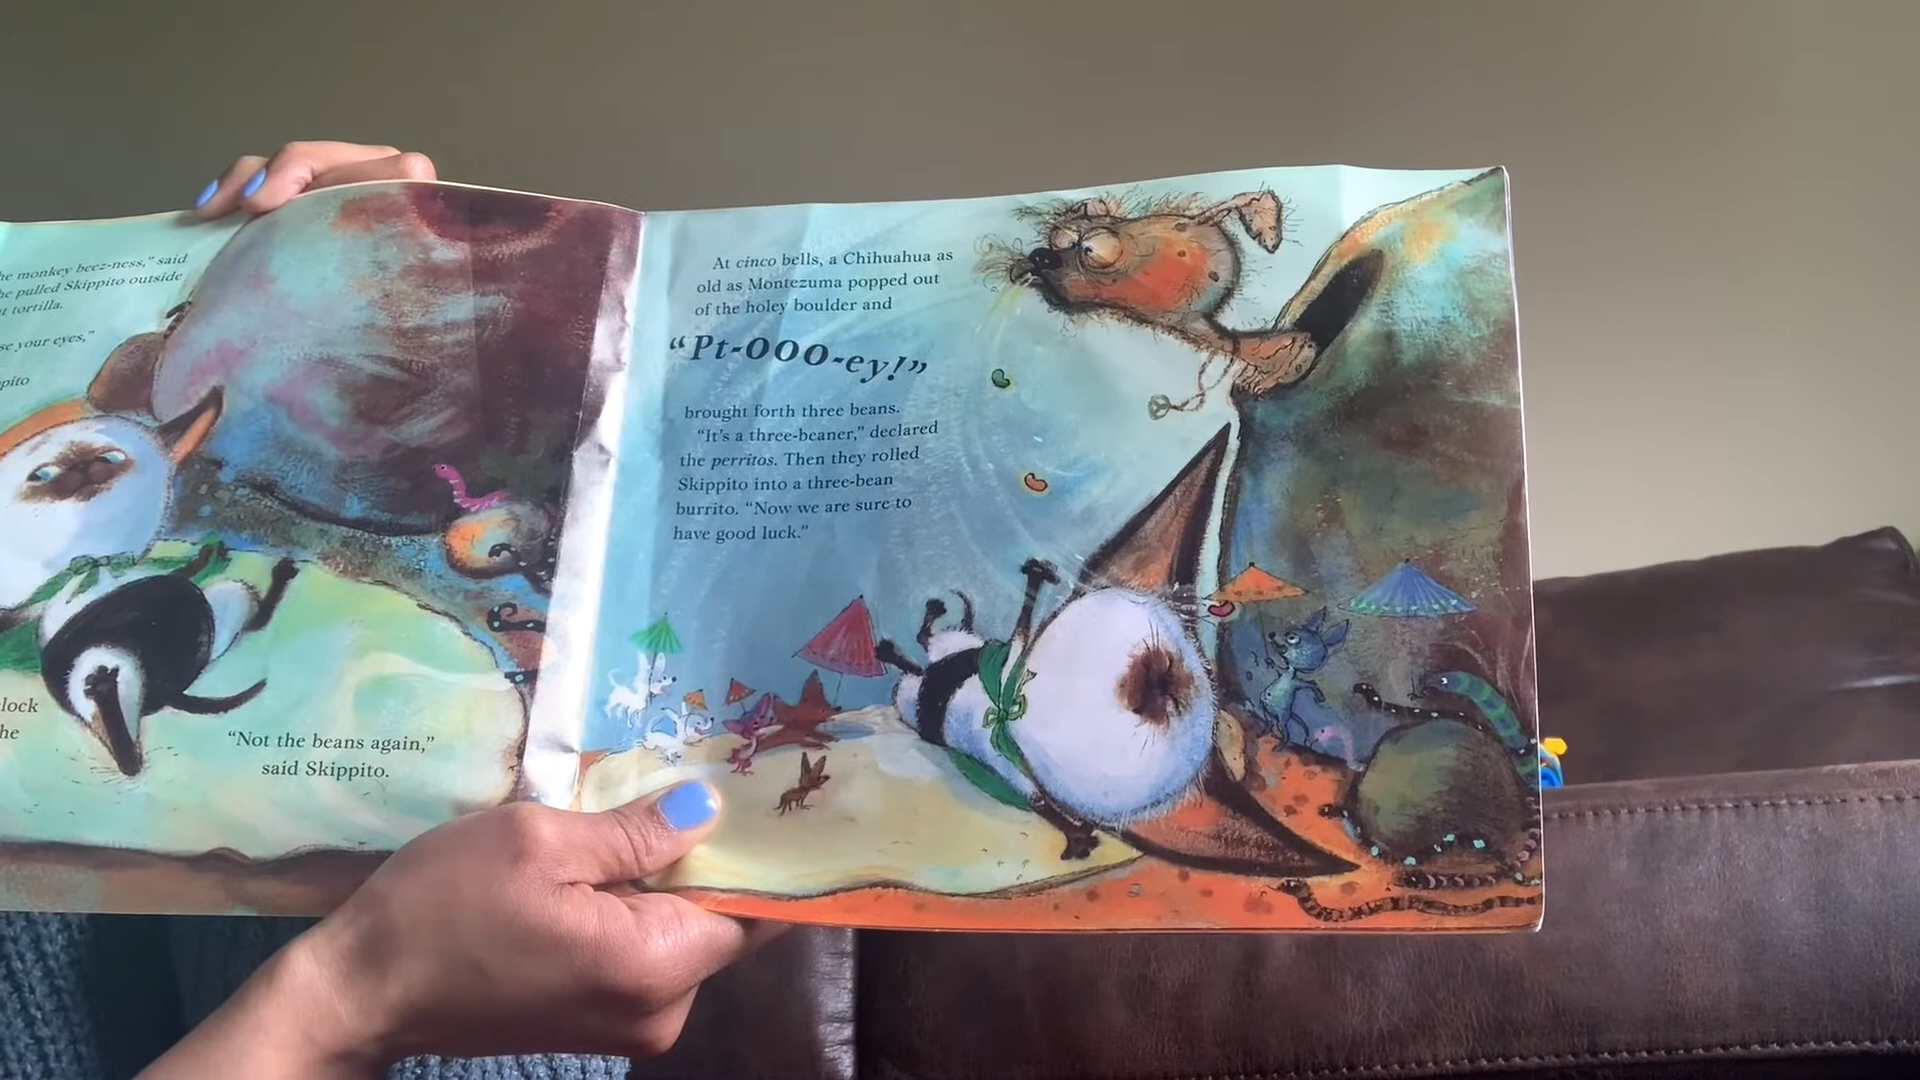 he monkey beez-ness,” said
he pulled Skippito outside
t tortilla.
se your eyes,”
pito
lock
he
“Not the beans again,”
said Skippito.
At cinco bells, a Chihuahua as
old as Montezuma popped out
of the holey boulder and
“Pt-OOO-ey!”
brought forth three beans.
“It’s a three-beaner,” declared
the perritos. Then they rolled
Skippito into a three-bean
burrito. “Now we are sure to
have good luck.”